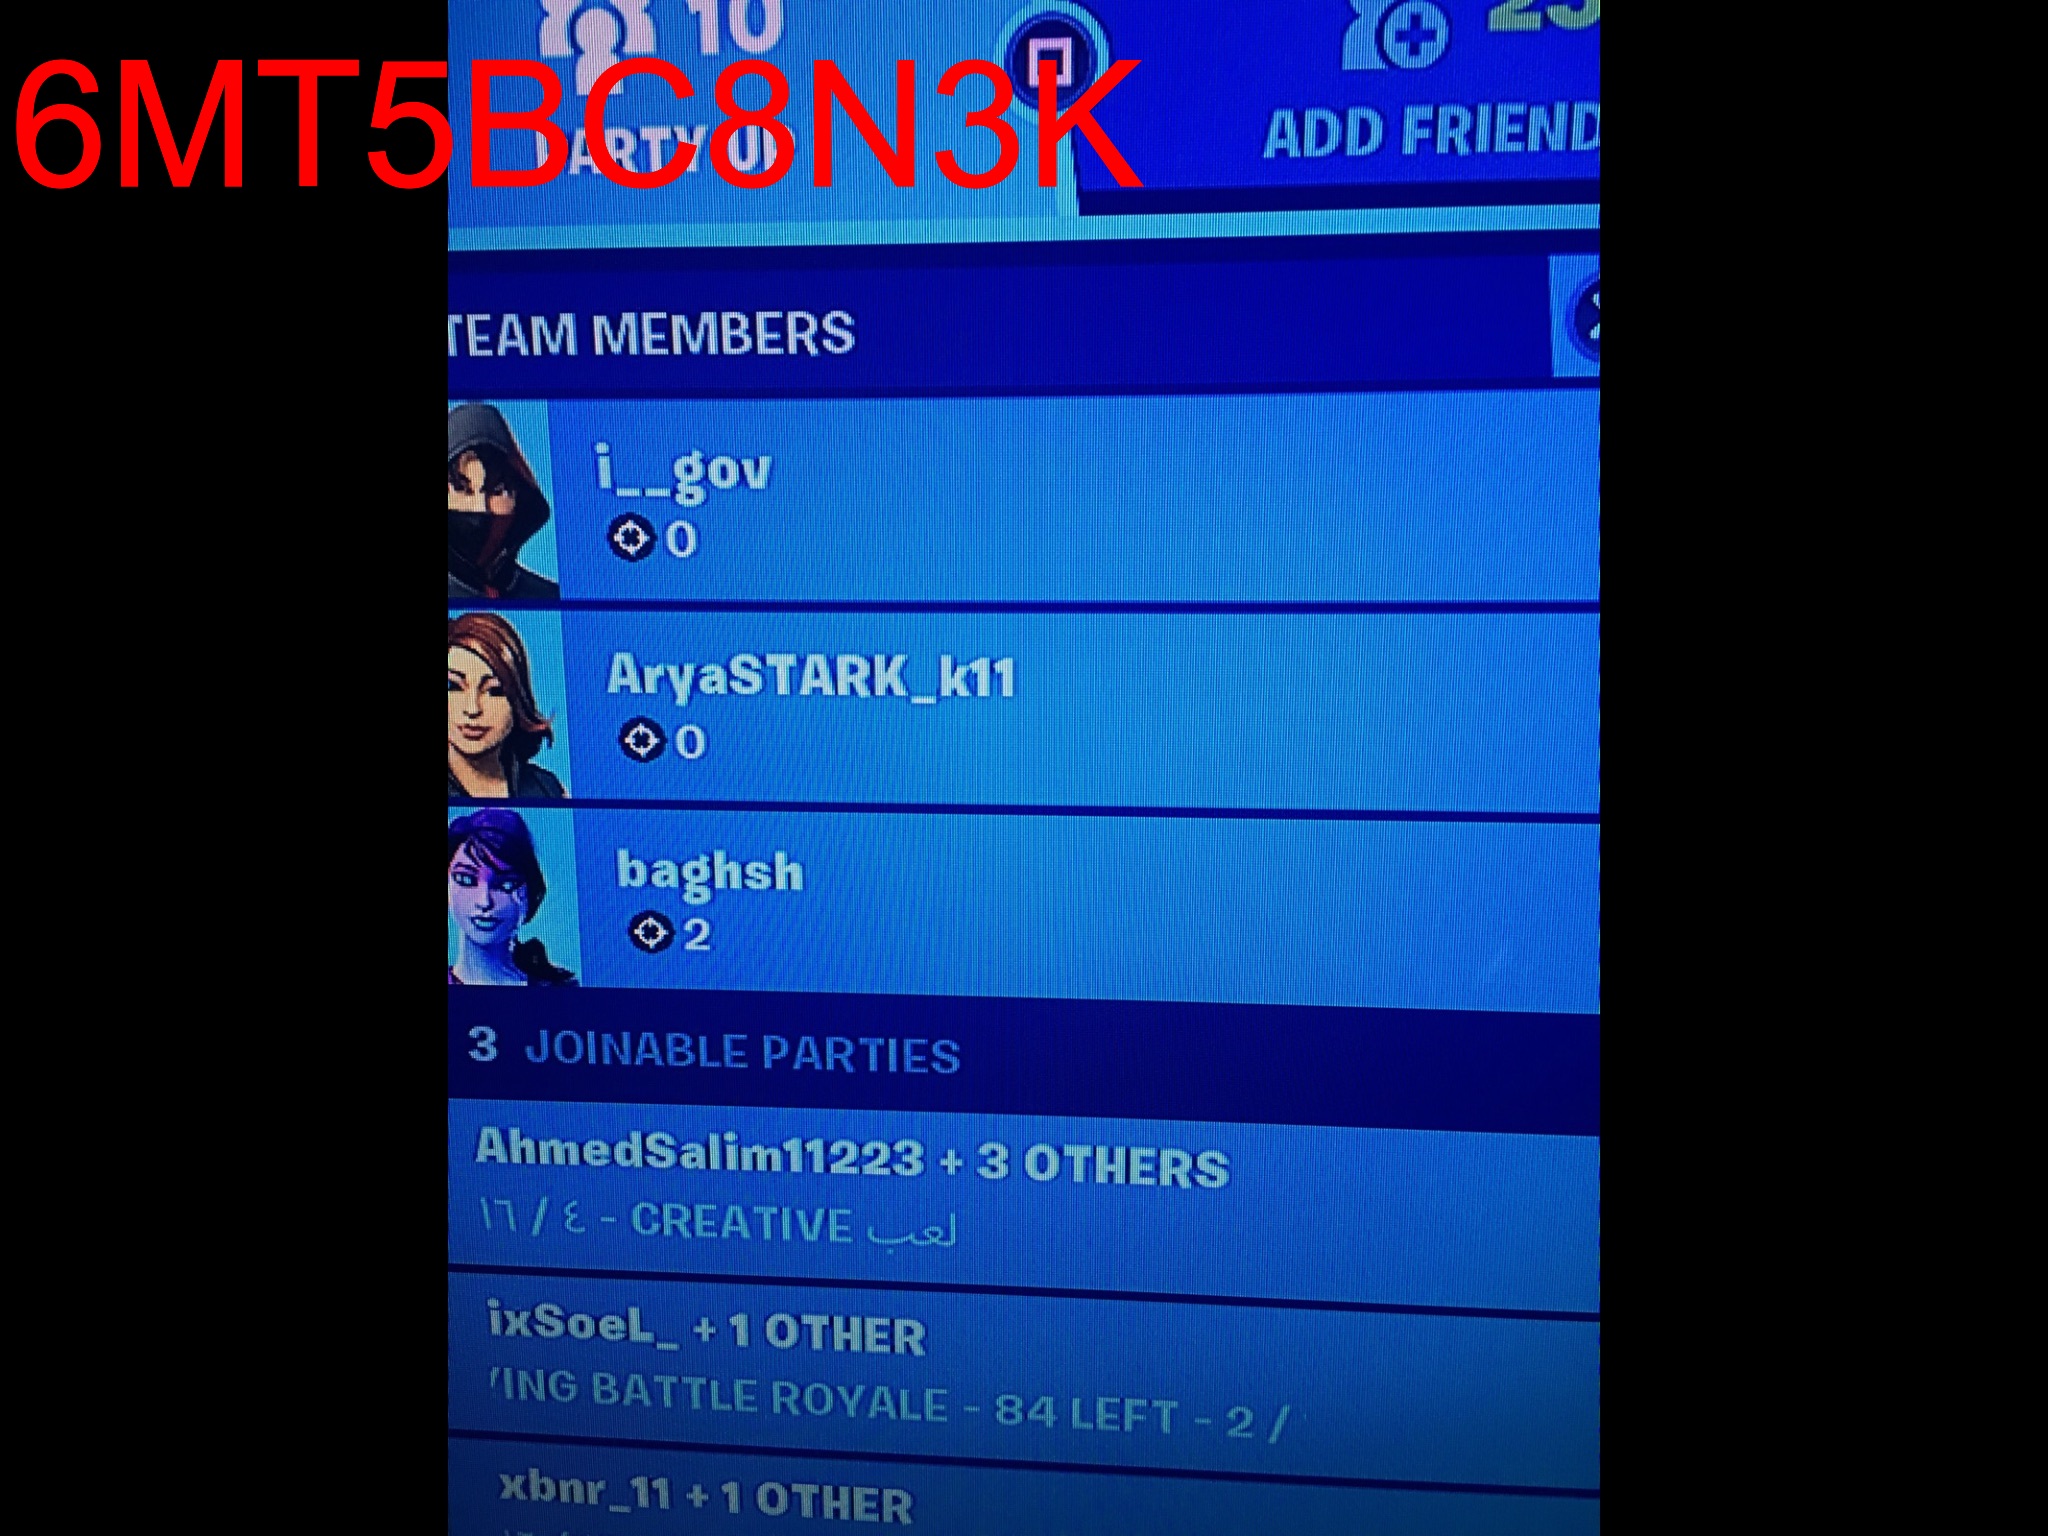 10
6MT5BC8N3K
PARTY UP
ADD FRIEND
TEAM MEMBERS
i__gov
0
AryaSTARK_k11
0
baghsh
2
3 JOINABLE PARTIES
AhmedSalim11223 + 3 OTHERS
١٦ / ٤ - CREATIVE لعب
ixSoeL_ + 1 OTHER
ING BATTLE ROYALE - 84 LEFT - 2 /
xbnr_11 + 1 OTHER